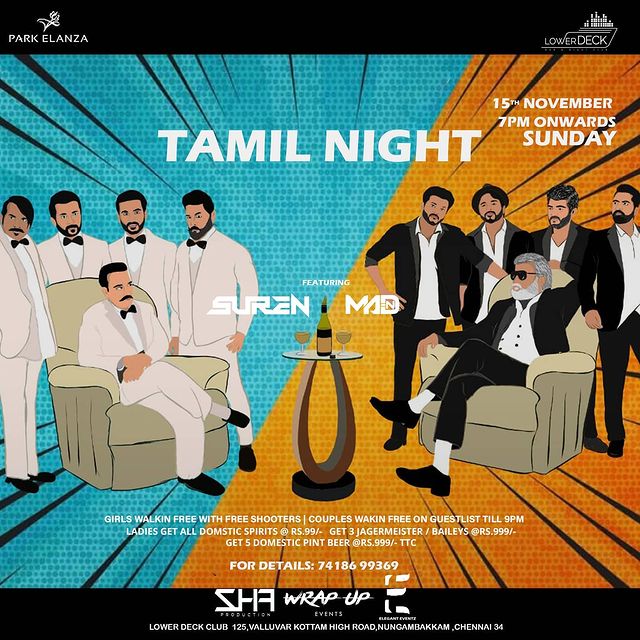 PARK ELANZA
LOWER DECK
15TH NOVEMBER
7PM ONWARDS
SUNDAY
TAMIL NIGHT
FEATURING
SUREN MAD
GIRLS WALKIN FREE WITH FREE SHOOTERS | COUPLES WAKIN FREE ON GUESTLIST TILL 9PM
LADIES GET ALL DOMSTIC SPIRITS @ RS.99/- GET 3 JAGERMEISTER / BAILEYS @RS.999/-
GET 5 DOMESTIC PINT BEER @RS.999/- TTC
FOR DETAILS: 74186 99369
SHA WRAP UP E
PRODUCTION EVENTS ELEGANT EVENTZ
LOWER DECK CLUB 125,VALLUVAR KOTTAM HIGH ROAD,NUNGAMBAKKAM ,CHENNAI 34